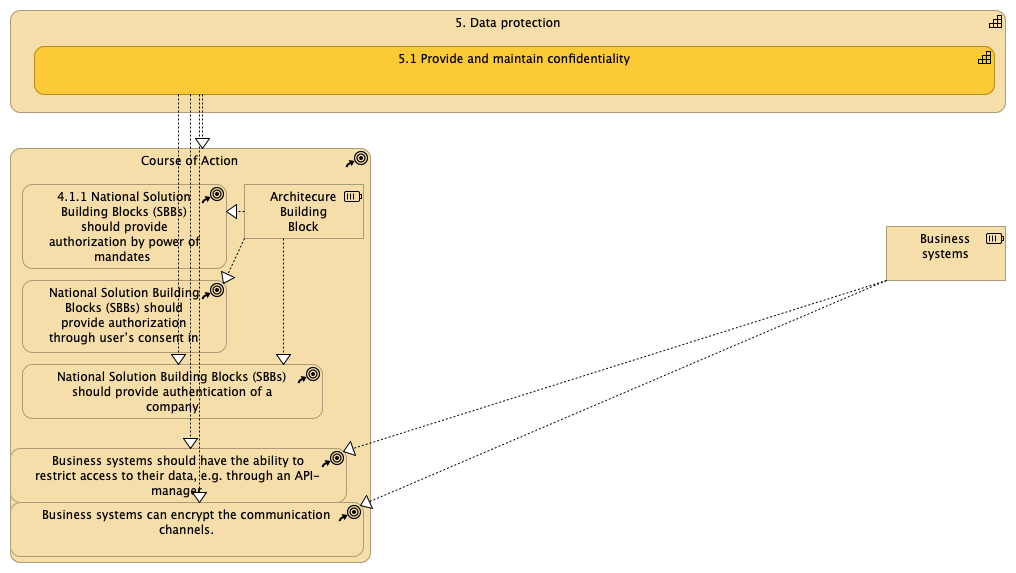 5. Data protection
5.1 Provide and maintain confidentiality
Course of Action
4.1.1 National Solution
Building Blocks (SBBs)
should provide
authorization by power of
mandates
Architecure
Building
Block
Business
systems
National Solution Building
Blocks (SBBs) should
provide authorization
through user's consent in
National Solution Building Blocks (SBBs)
should provide authentication of a
company
Business systems should have the ability to
restrict access to their data, e.g. through an API-
manager
Business systems can encrypt the communication
channels.